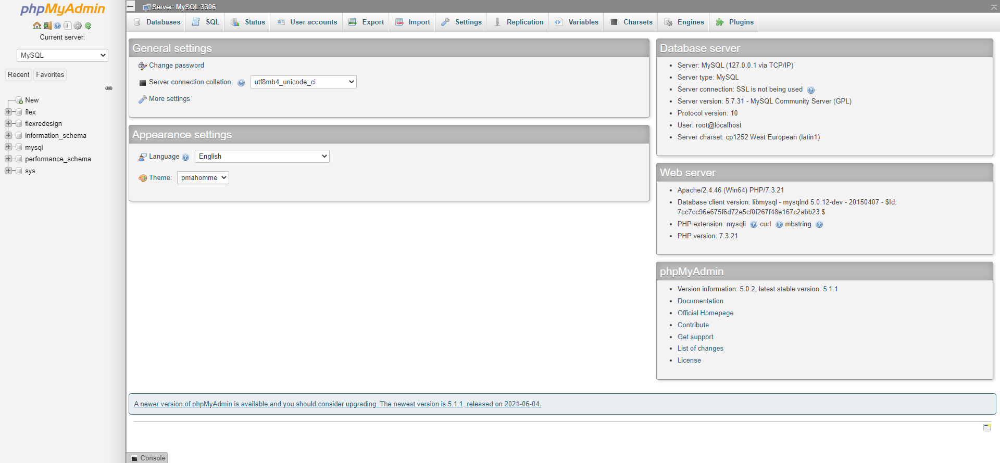 phpMyAdmin
Current server:
MySQL
Recent
Favorites
New
flex
flexredesign
information_schema
mysql
performance_schema
sys
Server: MySQL:3306
Databases
SQL
Status
User accounts
Export
Import
Settings
Replication
Variables
Charsets
Engines
Plugins
General settings
Change password
Server connection collation:
utf8mb4_unicode_ci
More settings
Appearance settings
Language
English
Theme:
pmahomme
Database server
Server: MySQL (127.0.0.1 via TCP/IP)
Server type: MySQL
Server connection: SSL is not being used
Server version: 5.7.31 - MySQL Community Server (GPL)
Protocol version: 10
User: root@localhost
Server charset: cp1252 West European (latin1)
Web server
Apache/2.4.46 (Win64) PHP/7.3.21
Database client version: libmysql - mysqlnd 5.0.12-dev - 20150407 - $Id:
7cc7cc96e675f6d72e5cf0f267f48e167c2abb23 $
PHP extension: mysqli curl mbstring
PHP version: 7.3.21
phpMyAdmin
Version information: 5.0.2, latest stable version: 5.1.1
Documentation
Official Homepage
Contribute
Get support
List of changes
License
A newer version of phpMyAdmin is available and you should consider upgrading. The newest version is 5.1.1, released on 2021-06-04.
Console